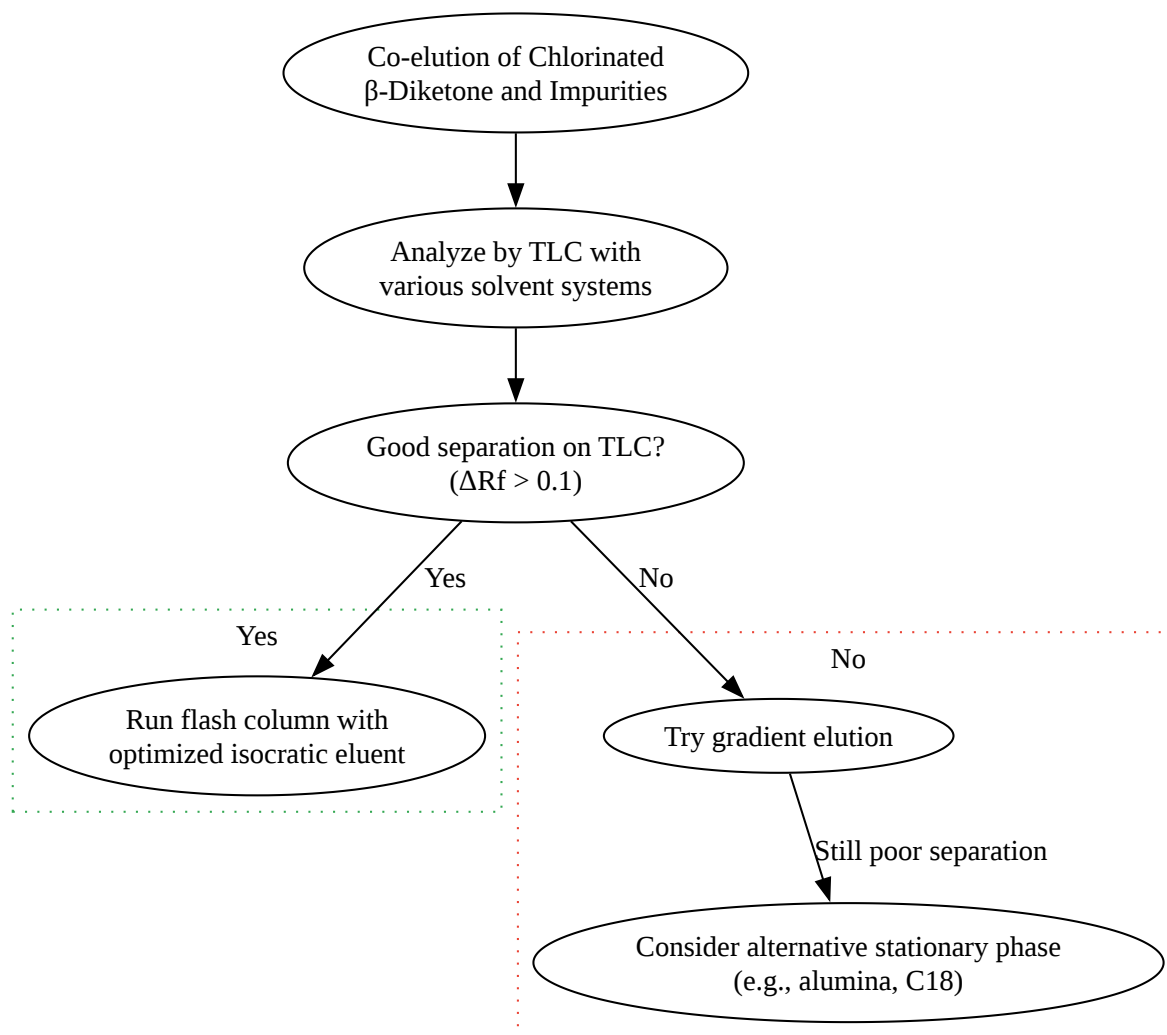 Co-elution of Chlorinated
β-Diketone and Impurities
Analyze by TLC with
various solvent systems
Good separation on TLC?
(ΔRf > 0.1)
Yes
No
Yes
No
Run flash column with
optimized isocratic eluent
Try gradient elution
Still poor separation
Consider alternative stationary phase
(e.g., alumina, C18)